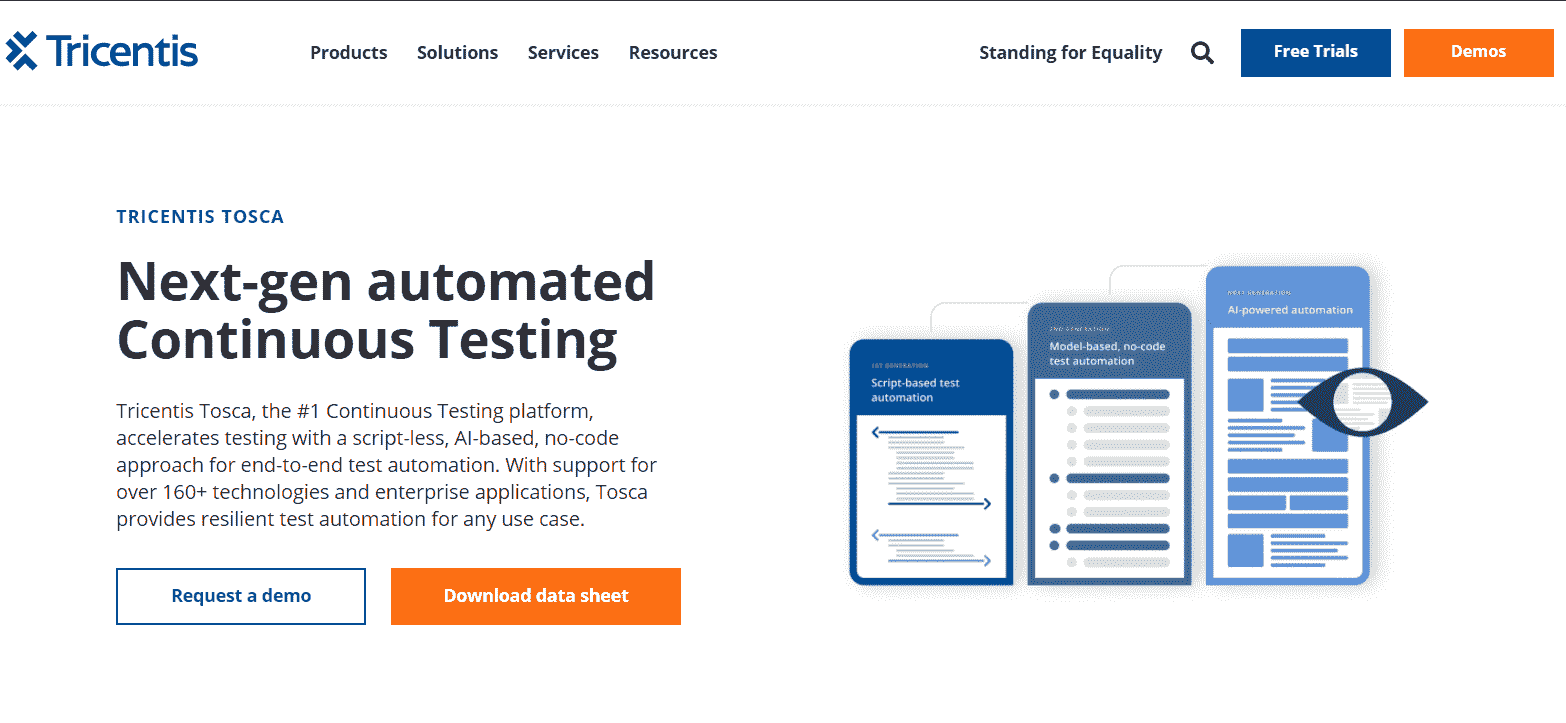 Tricentis
Products Solutions Services Resources
Standing for Equality
Free Trials
Demos
TRICENTIS TOSCA
Next-gen automated
Continuous Testing
Tricentis Tosca, the #1 Continuous Testing platform,
accelerates testing with a script-less, AI-based, no-code
approach for end-to-end test automation. With support for
over 160+ technologies and enterprise applications, Tosca
provides resilient test automation for any use case.
Request a demo
Download data sheet
1ST GENERATION
Script-based test
automation
2ND GENERATION
Model-based, no-code
test automation
NEXT GENERATION
AI-powered automation